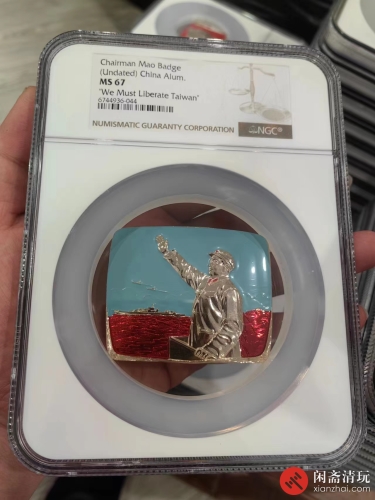 Chairman Mao Badge
(Undated) China Alum.
MS 67
"We Must Liberate Taiwan"
6744936-044
NUMISMATIC GUARANTY CORPORATION
NGC®
闲斋清玩
xianzhai.com